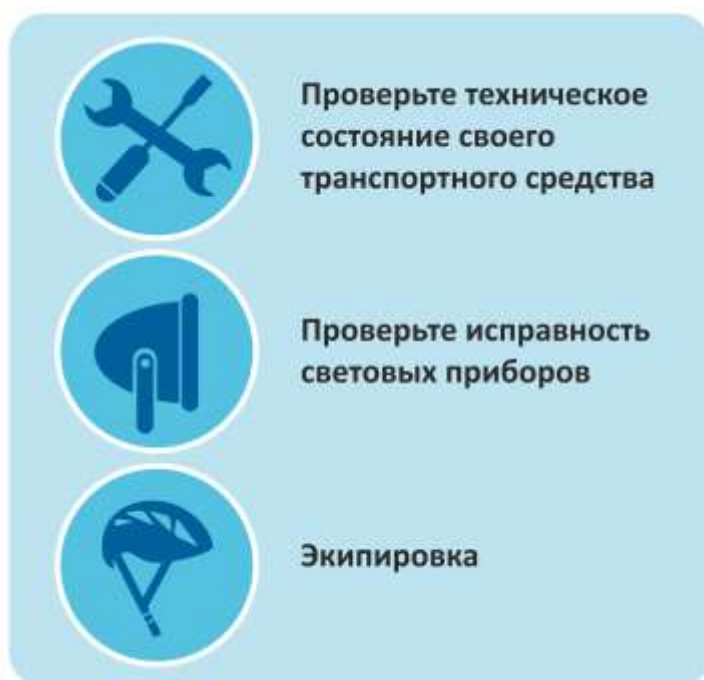 Проверьте техническое
состояние своего
транспортного средства
Проверьте исправность
световых приборов
Экипировка